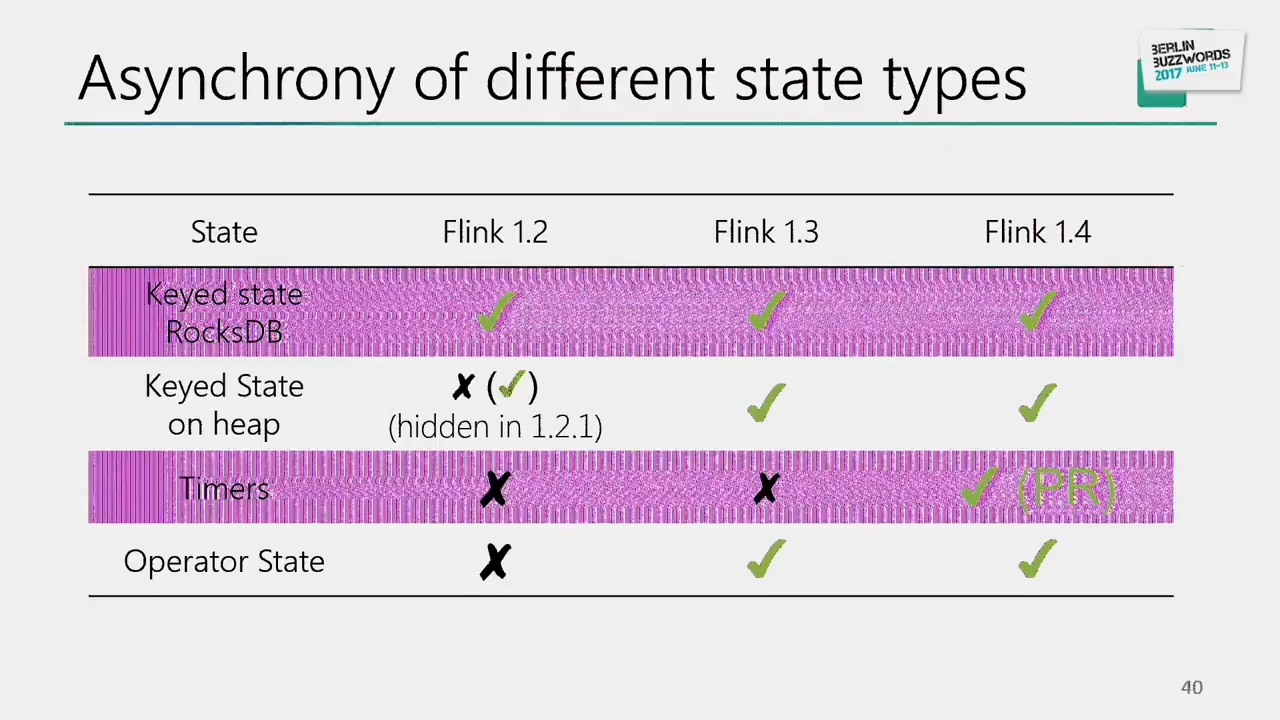 Asynchrony of different state types
BERLIN
BUZZWORDS
2017 JUNE 11-13
State Flink 1.2 Flink 1.3 Flink 1.4
Keyed state
RocksDB ✓ ✓ ✓
Keyed State
on heap
✗ (✓)
(hidden in 1.2.1)
✓ ✓
Timers ✗ ✗ ✓ (PR)
Operator State ✗ ✓ ✓
40